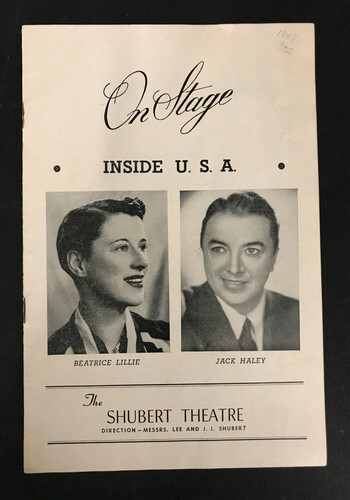 On Stage
INSIDE U. S. A.
BEATRICE LILLIE
JACK HALEY
The
SHUBERT THEATRE
DIRECTION — MESSRS. LEE AND J. J. SHUBERT